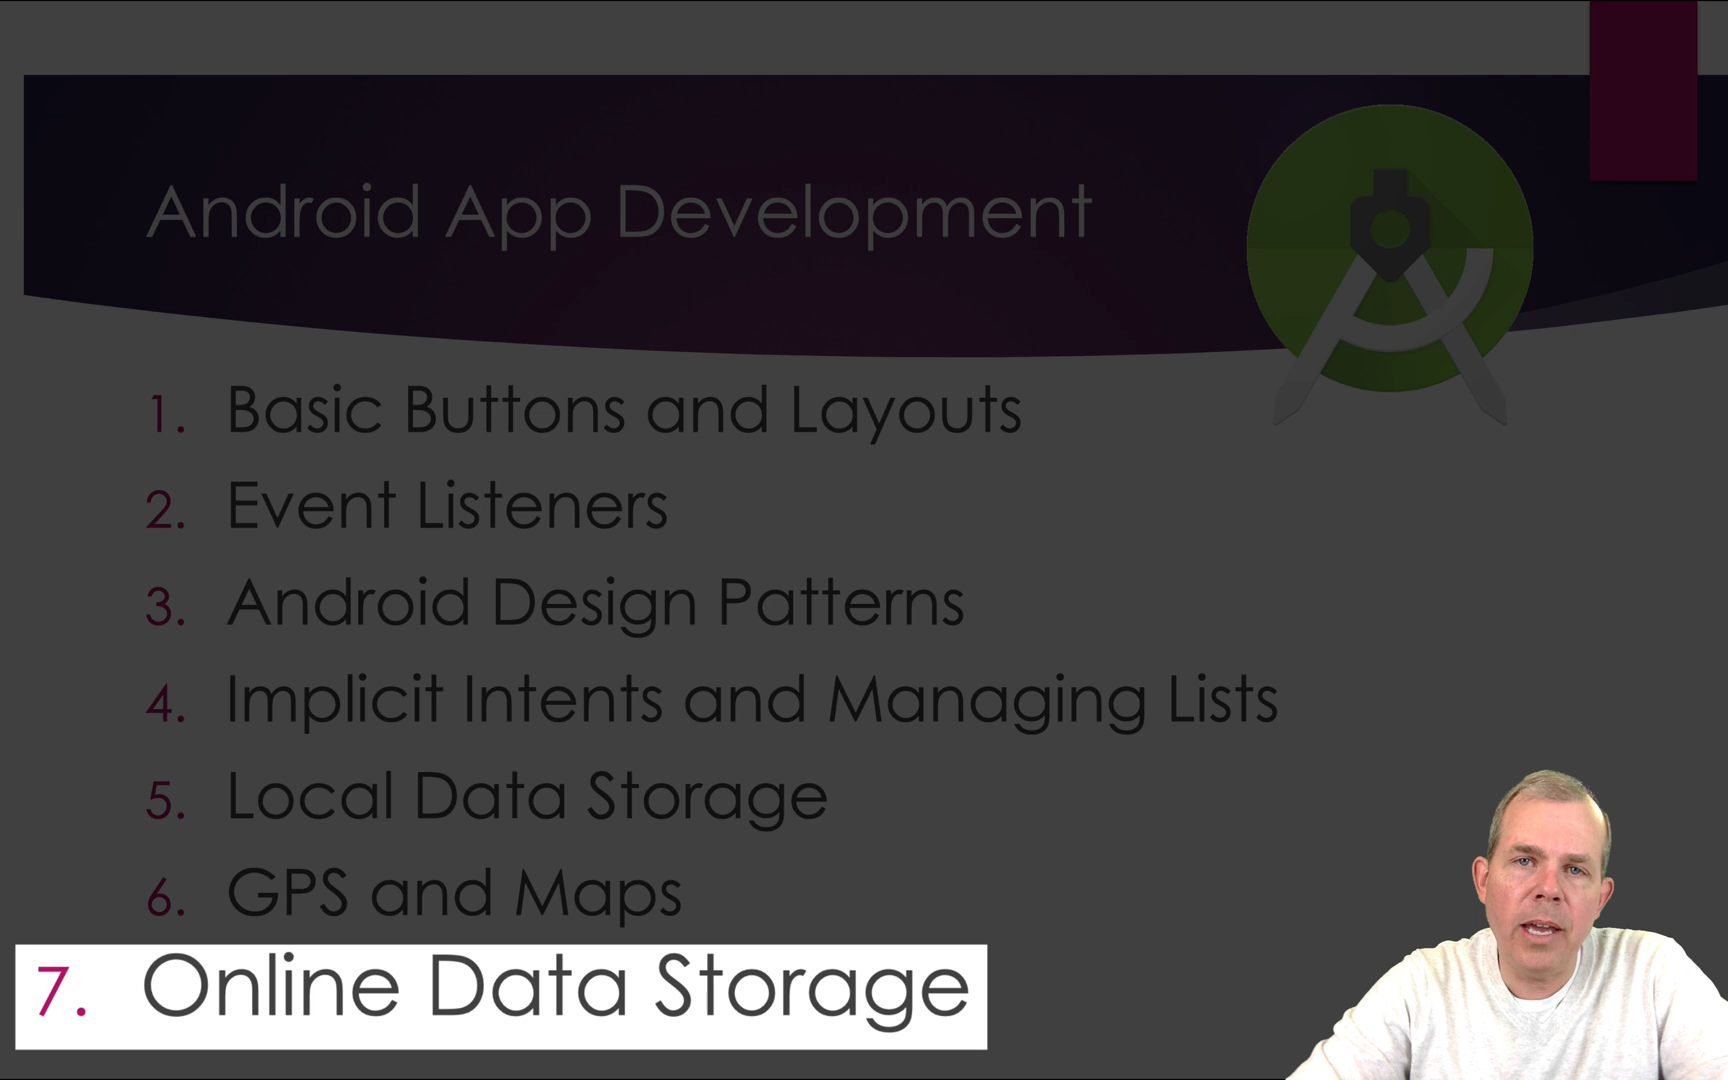 Android App Development
1. Basic Buttons and Layouts
2. Event Listeners
3. Android Design Patterns
4. Implicit Intents and Managing Lists
5. Local Data Storage
6. GPS and Maps
7. Online Data Storage